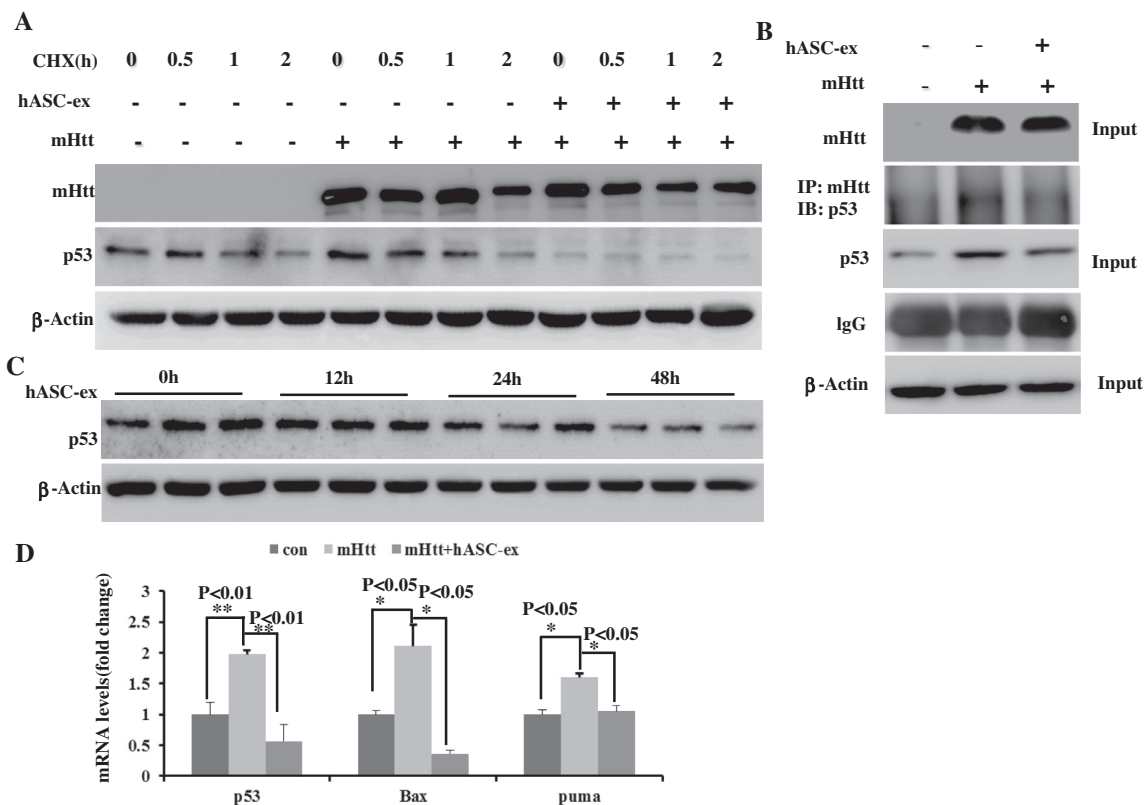 A
CHX(h) 0 0.5 1 2 0 0.5 1 2 0 0.5 1 2
hASC-ex - - - - - - - - + + + +
mHtt - - - - + + + + + + + +
mHtt
p53
β-Actin
B
hASC-ex - - +
mHtt - + +
mHtt Input
IP: mHtt
IB: p53
p53 Input
IgG
β-Actin Input
C
0h 12h 24h 48h
hASC-ex
p53
β-Actin
D
con mHtt mHtt+hASC-ex
mRNA levels(fold change)
3
2.5
2
1.5
1
0.5
0
P<0.01
**
P<0.01
**
P<0.05
*
P<0.05
*
P<0.05
*
P<0.05
*
p53 Bax puma